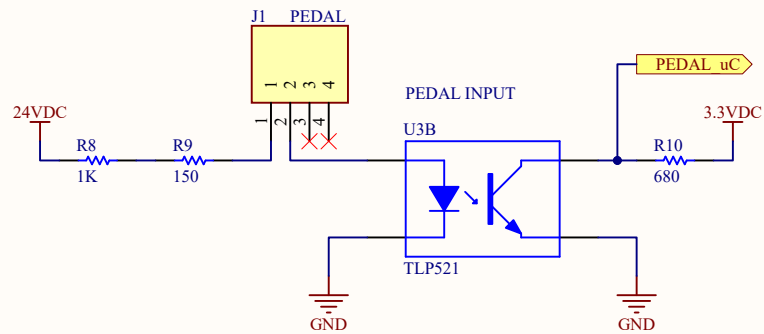 J1 PEDAL
1 2 3 4
1 2 3 4
PEDAL_uC
PEDAL INPUT
24VDC
3.3VDC
U3B
R8
R9
R10
1K
150
680
TLP521
GND
GND